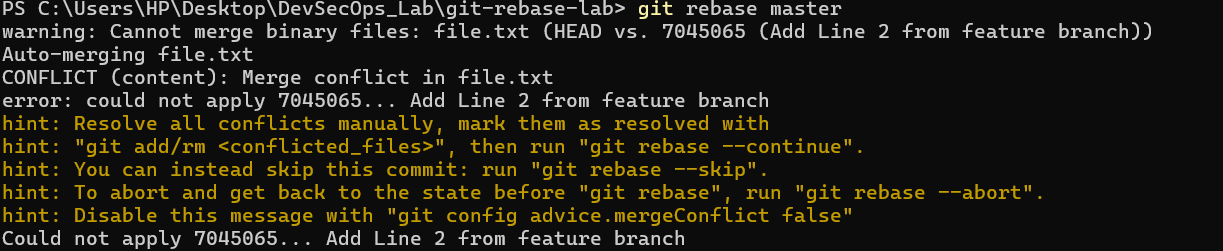 PS C:\Users\HP\Desktop\DevSecOps_Lab\git-rebase-lab> git rebase master
warning: Cannot merge binary files: file.txt (HEAD vs. 7045065 (Add Line 2 from feature branch))
Auto-merging file.txt
CONFLICT (content): Merge conflict in file.txt
error: could not apply 7045065... Add Line 2 from feature branch
hint: Resolve all conflicts manually, mark them as resolved with
hint: "git add/rm <conflicted_files>", then run "git rebase --continue".
hint: You can instead skip this commit: run "git rebase --skip".
hint: To abort and get back to the state before "git rebase", run "git rebase --abort".
hint: Disable this message with "git config advice.mergeConflict false"
Could not apply 7045065... Add Line 2 from feature branch